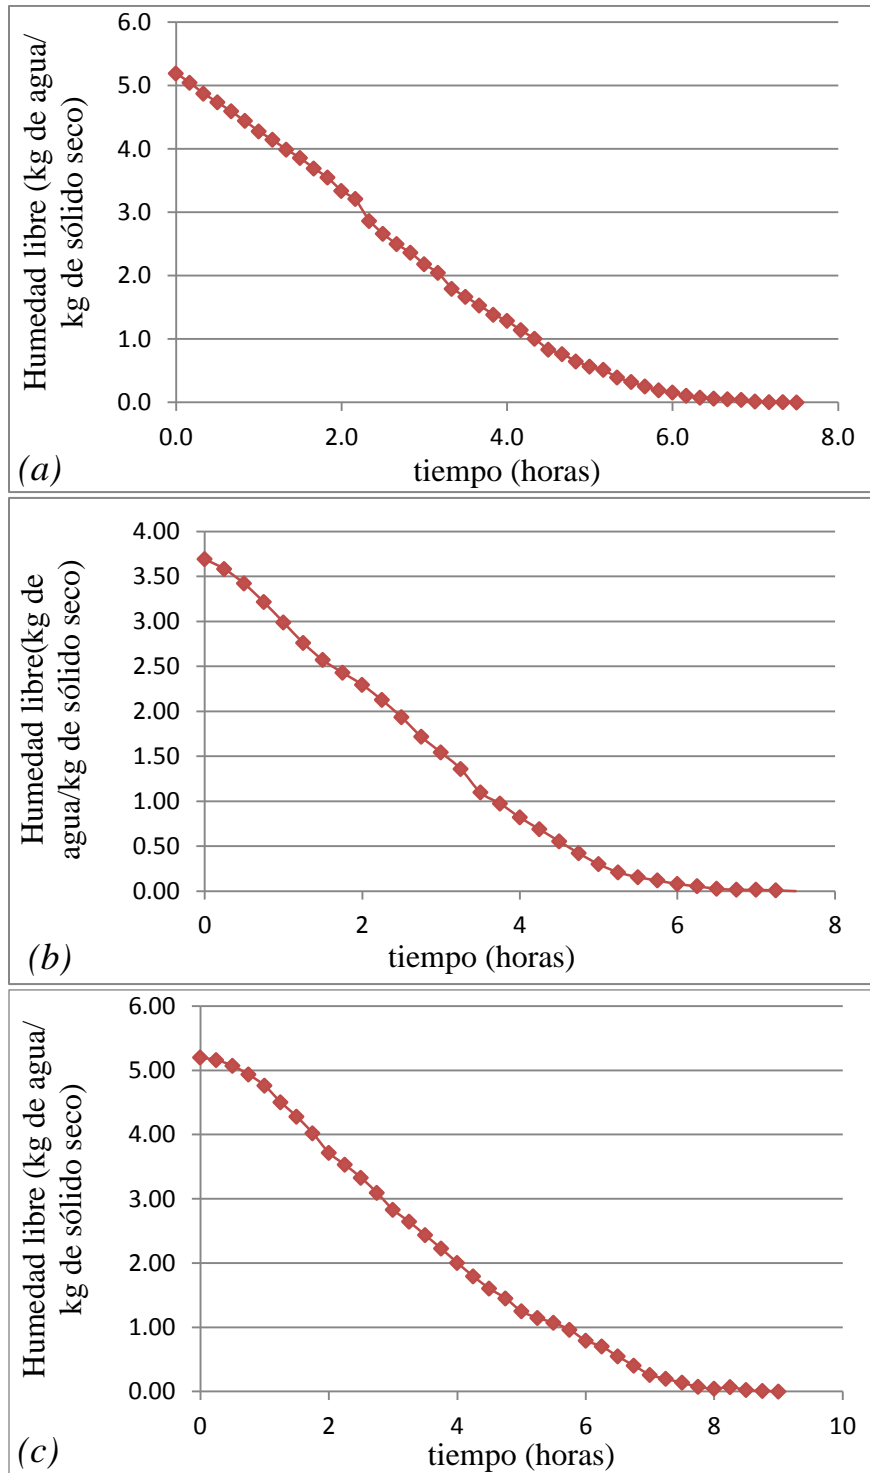 Humedad libre (kg de agua/
kg de sólido seco)
6.0
5.0
4.0
3.0
2.0
1.0
0.0
0.0 2.0 4.0 6.0 8.0
tiempo (horas)
(a)
Humedad libre(kg de
agua/kg de sólido seco)
4.00
3.50
3.00
2.50
2.00
1.50
1.00
0.50
0.00
0 2 4 6 8
tiempo (horas)
(b)
Humedad libre (kg de agua/
kg de sólido seco)
6.00
5.00
4.00
3.00
2.00
1.00
0.00
0 2 4 6 8 10
tiempo (horas)
(c)